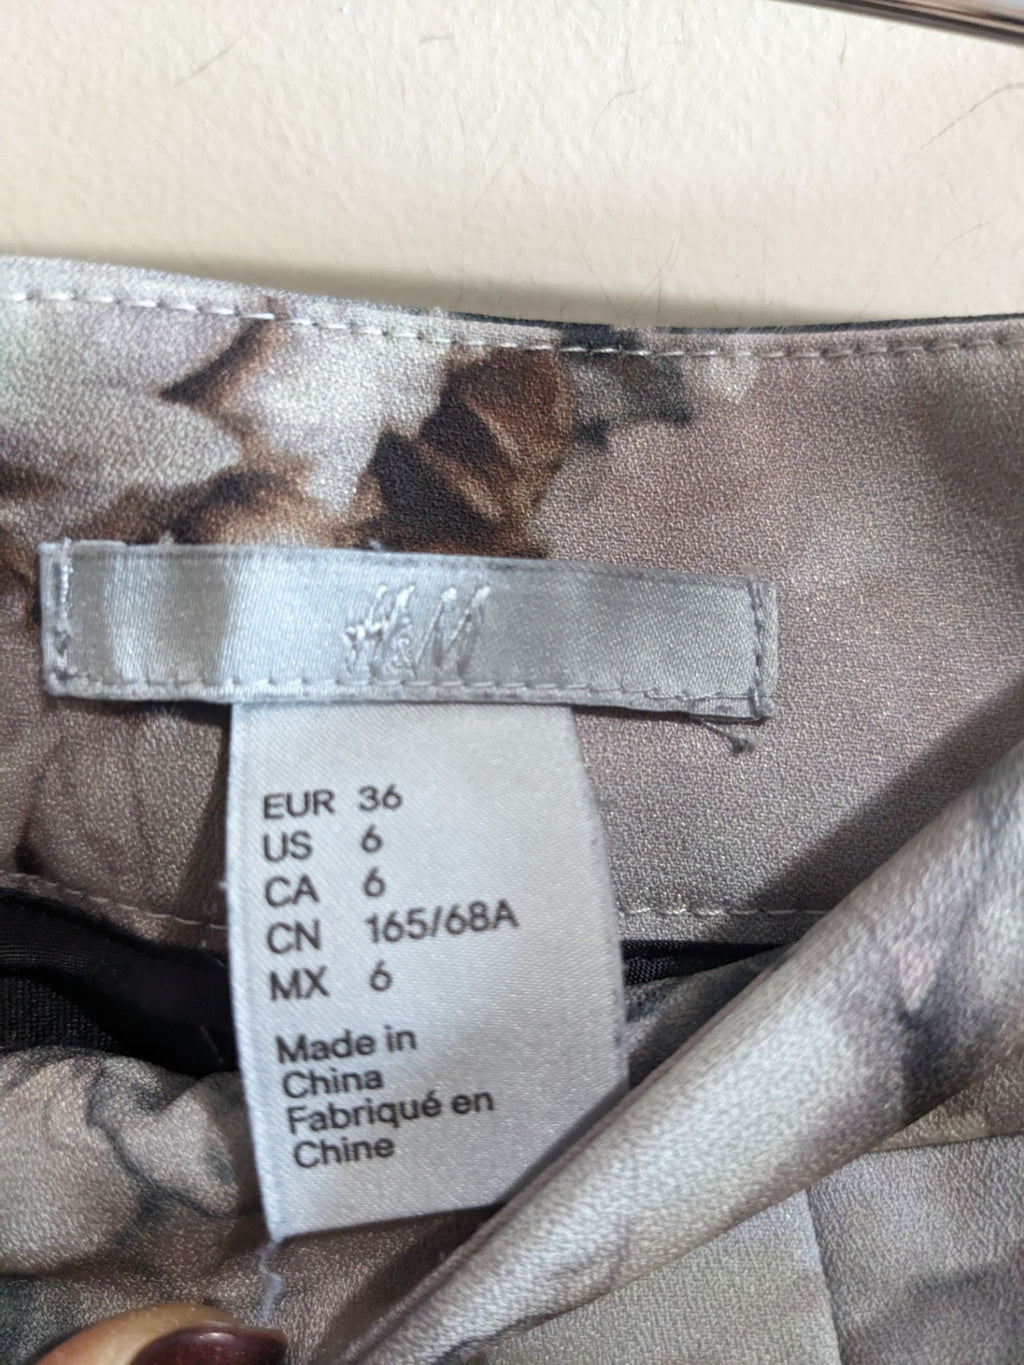 H&M
EUR 36
US 6
CA 6
CN 165/68A
MX 6
Made in
China
Fabriqué en
Chine